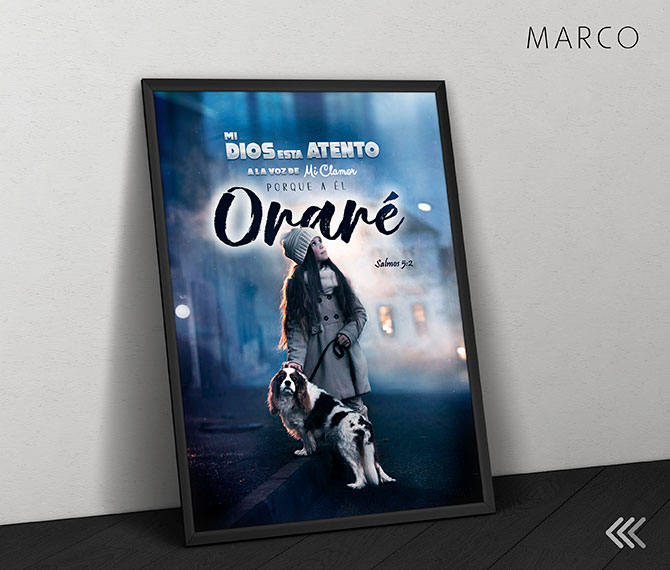 MARCO
MI
DIOS ESTA ATENTO
A LA VOZ DE Mi Clamor
PORQUE A ÉL
Oraré
Salmos 5:2